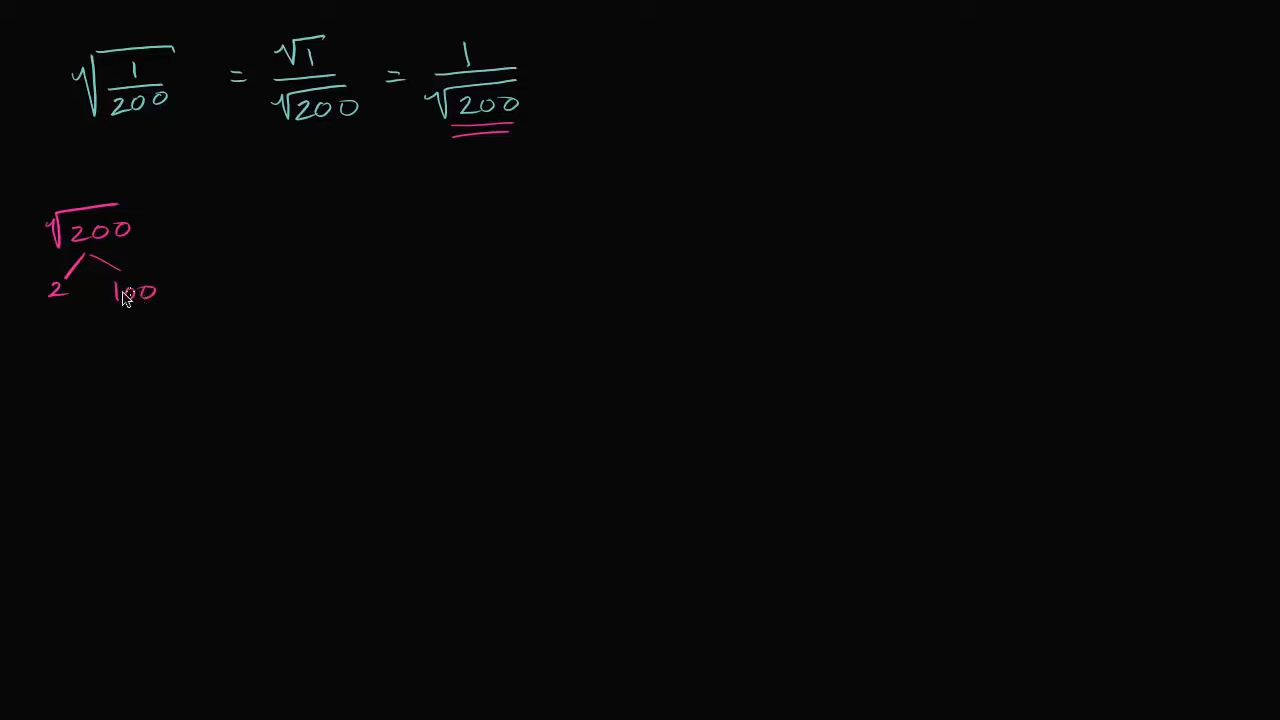 √(1/200) = √1/√200 = 1/√200
√200
2 100